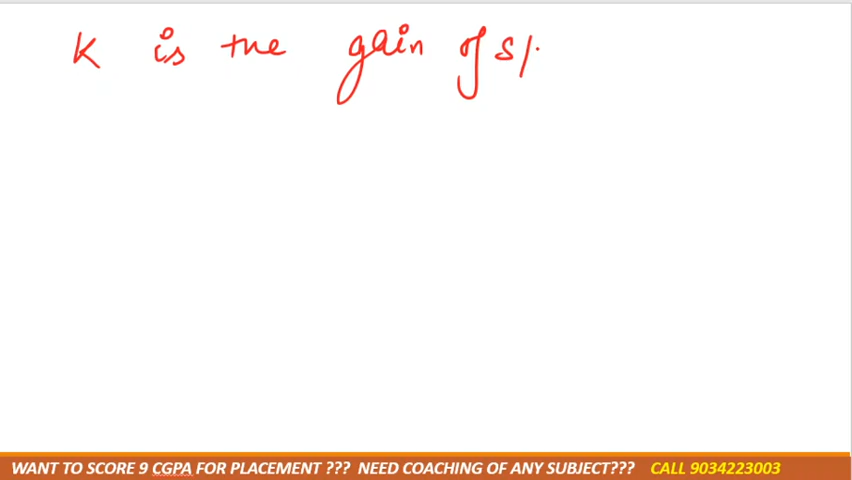 K is the gain of s/.
WANT TO SCORE 9 CGPA FOR PLACEMENT ??? NEED COACHING OF ANY SUBJECT??? CALL 9034223003